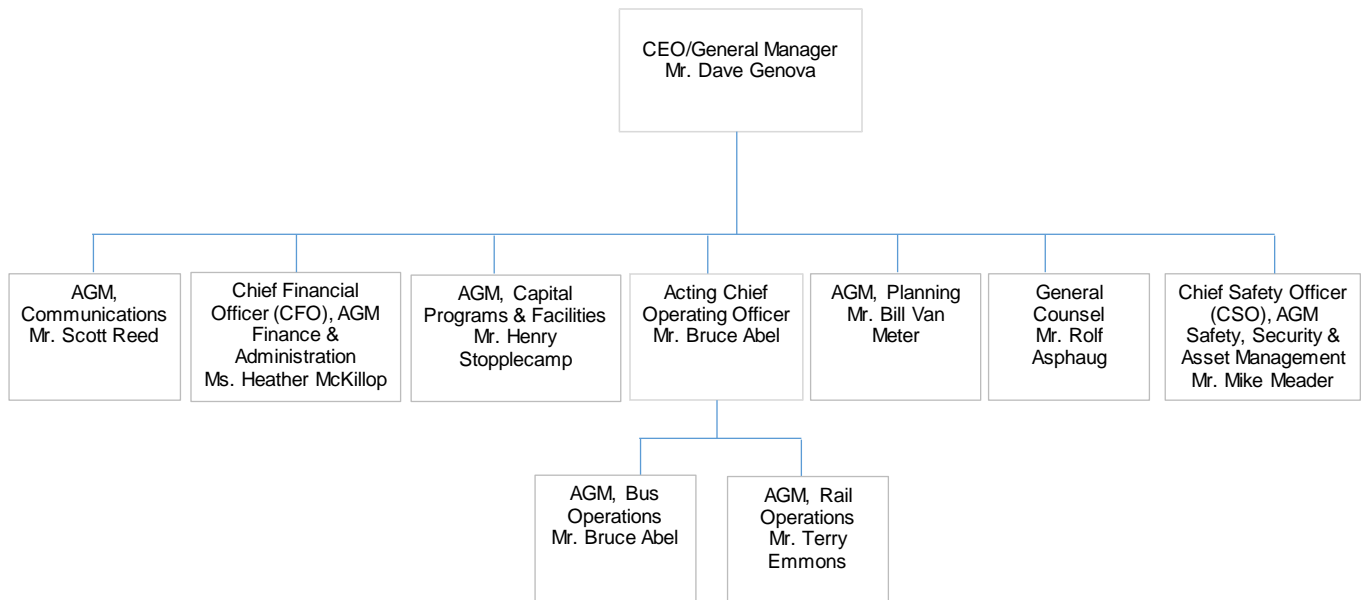 CEO/General Manager
Mr. Dave Genova
AGM,
Communications
Mr. Scott Reed
Chief Financial
Officer (CFO), AGM
Finance &
Administration
Ms. Heather McKillop
AGM, Capital
Programs & Facilities
Mr. Henry
Stopplecamp
Acting Chief
Operating Officer
Mr. Bruce Abel
AGM, Planning
Mr. Bill Van
Meter
General
Counsel
Mr. Rolf
Asphaug
Chief Safety Officer
(CSO), AGM
Safety, Security &
Asset Management
Mr. Mike Meader
AGM, Bus
Operations
Mr. Bruce Abel
AGM, Rail
Operations
Mr. Terry
Emmons